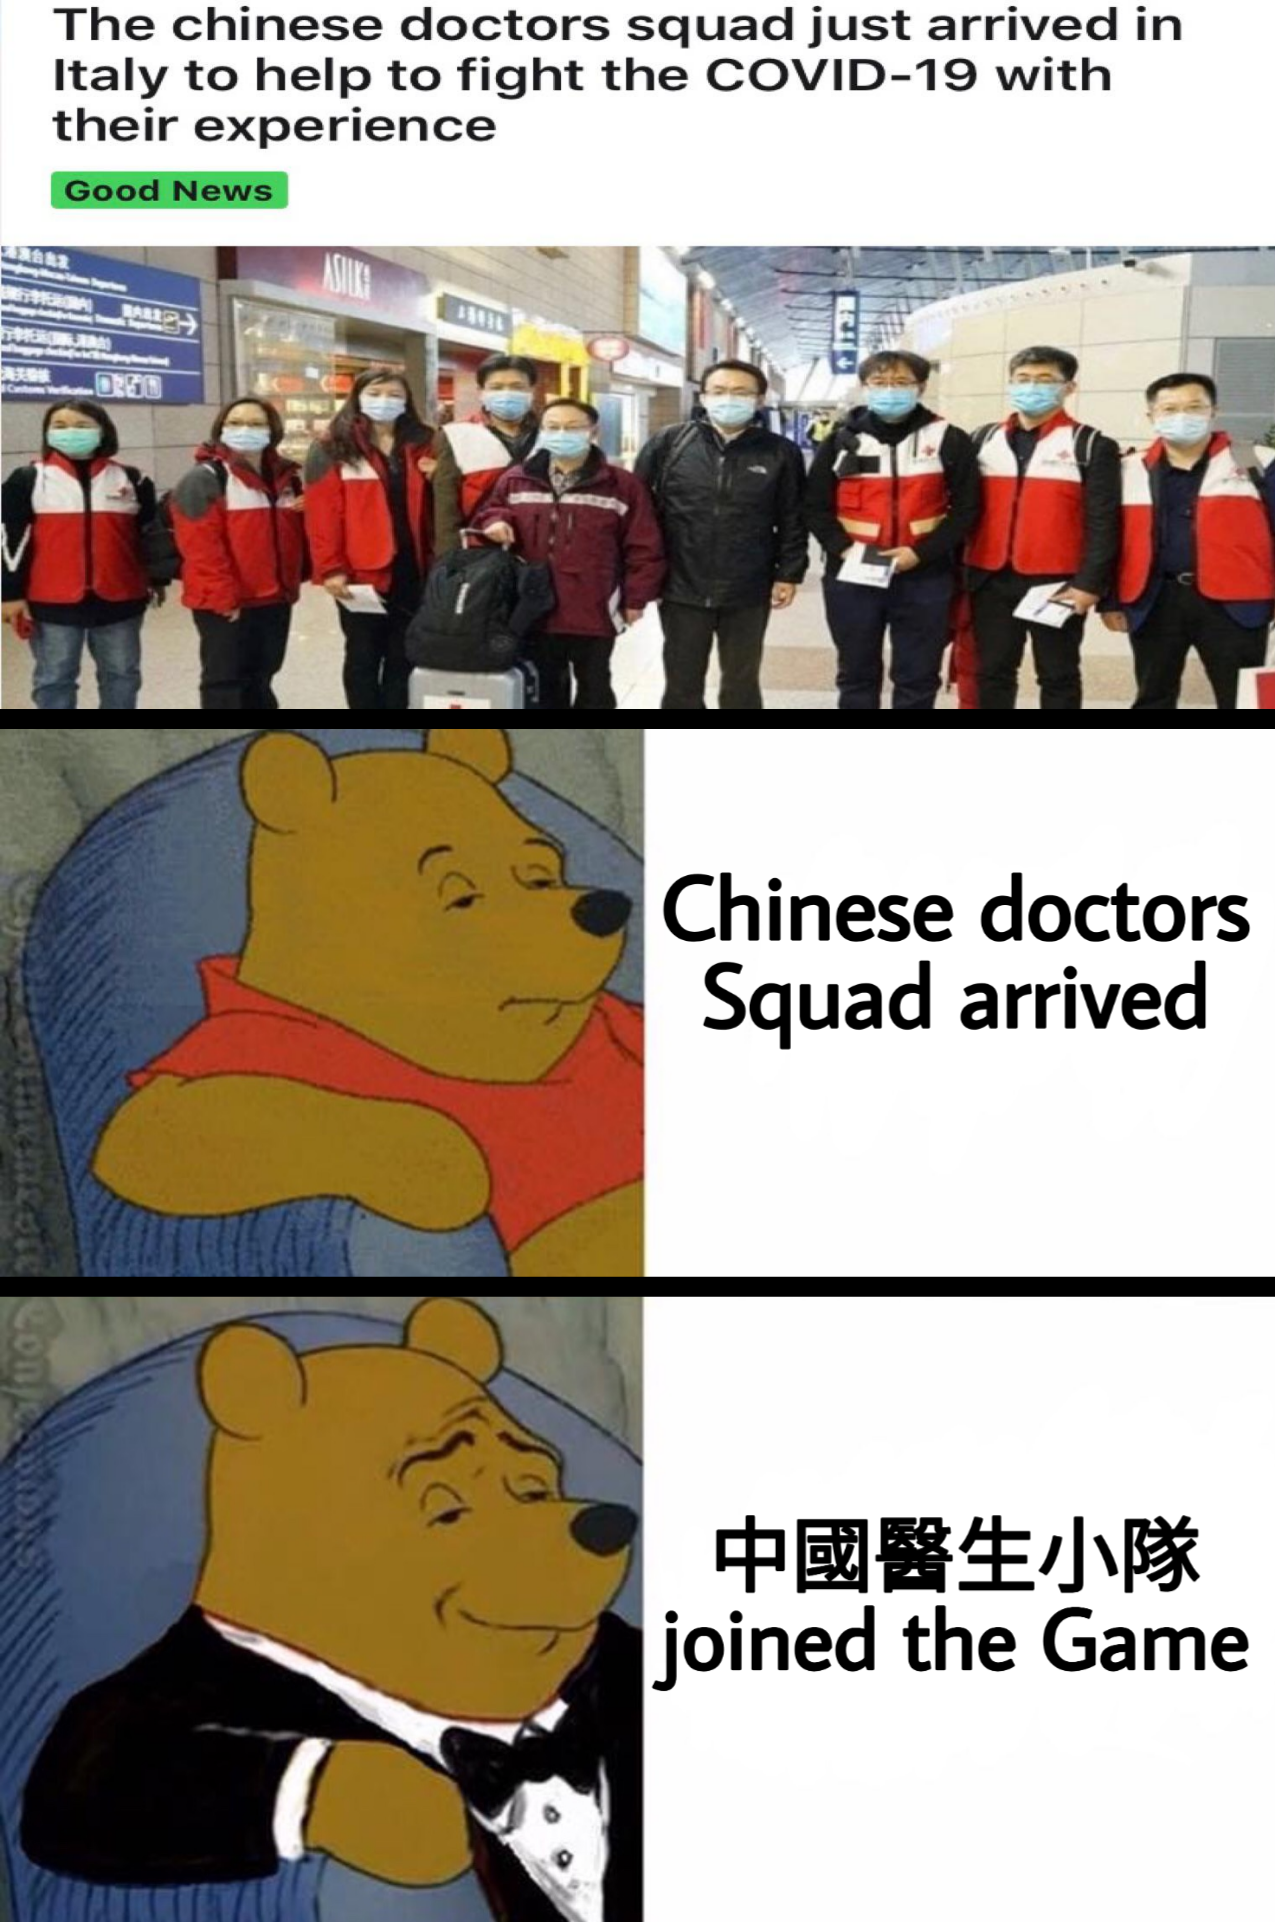 The chinese doctors squad just arrived in
Italy to help to fight the COVID-19 with
their experience
Good News
Chinese doctors
Squad arrived
中國醫生小隊
joined the Game